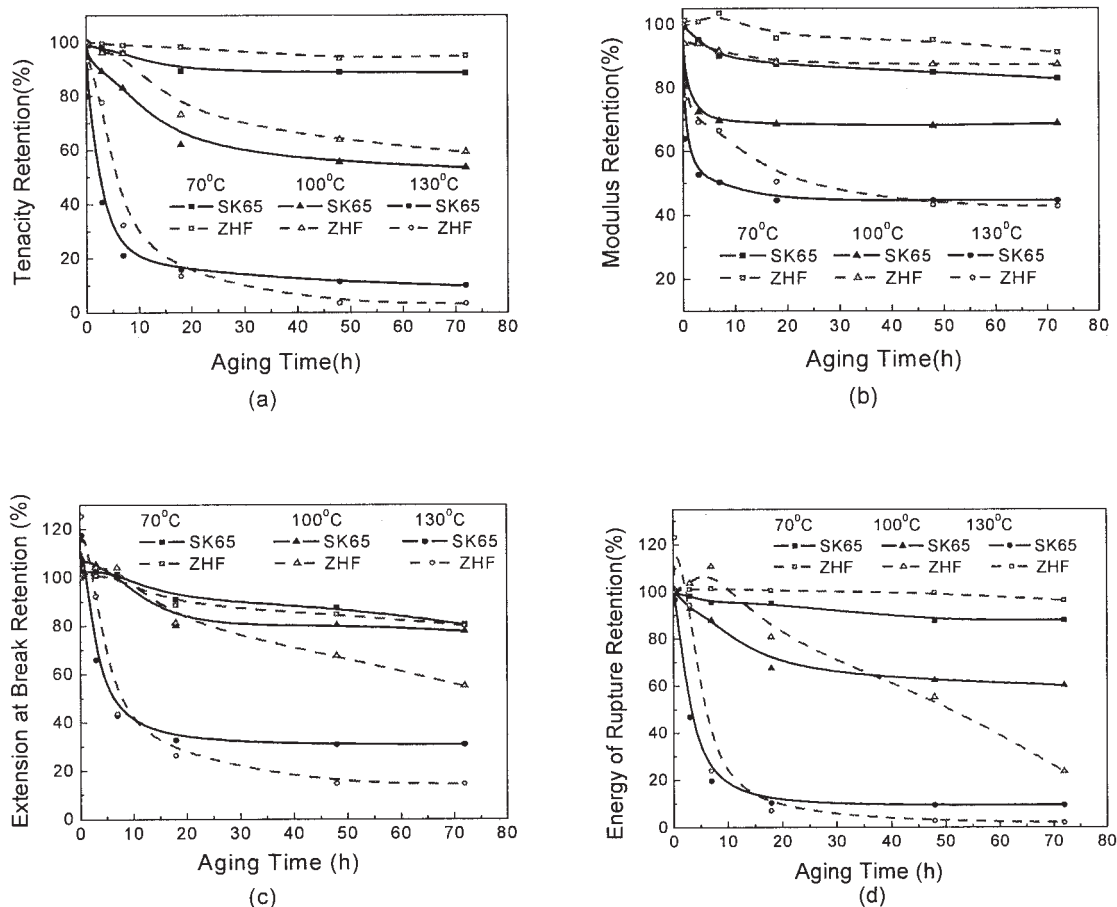 Tenacity Retention(%)
100
80
60
40
20
0
70°C 100°C 130°C
SK65 SK65 SK65
ZHF ZHF ZHF
0 10 20 30 40 50 60 70 80
Aging Time(h)
(a)
Modulus Retention(%)
100
80
60
40
20
70°C 100°C 130°C
SK65 SK65 SK65
ZHF ZHF ZHF
0 10 20 30 40 50 60 70 80
Aging Time(h)
(b)
Extension at Break Retention (%)
120
100
80
60
40
20
0
70°C 100°C 130°C
SK65 SK65 SK65
ZHF ZHF ZHF
0 10 20 30 40 50 60 70 80
Aging Time (h)
(c)
Energy of Rupture Retention(%)
120
100
80
60
40
20
0
70°C 100°C 130°C
SK65 SK65 SK65
ZHF ZHF ZHF
0 10 20 30 40 50 60 70 80
Aging Time (h)
(d)